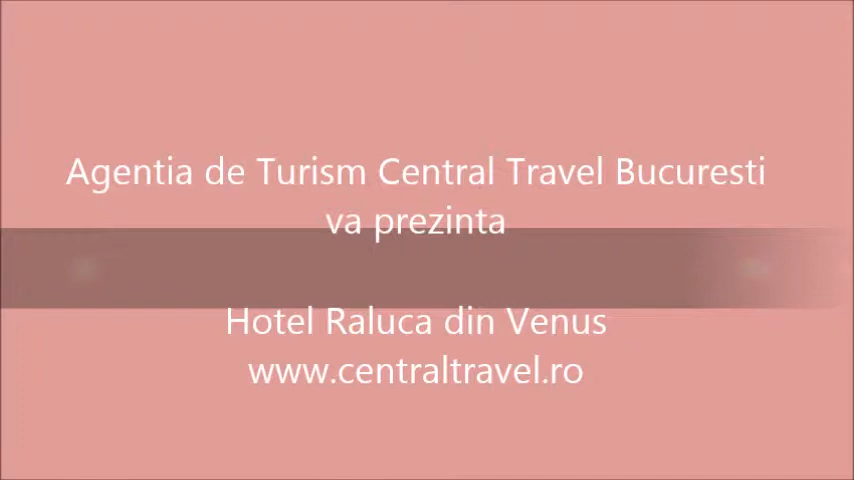 Agentia de Turism Central Travel Bucuresti
va prezinta
Hotel Raluca din Venus
www.centraltravel.ro